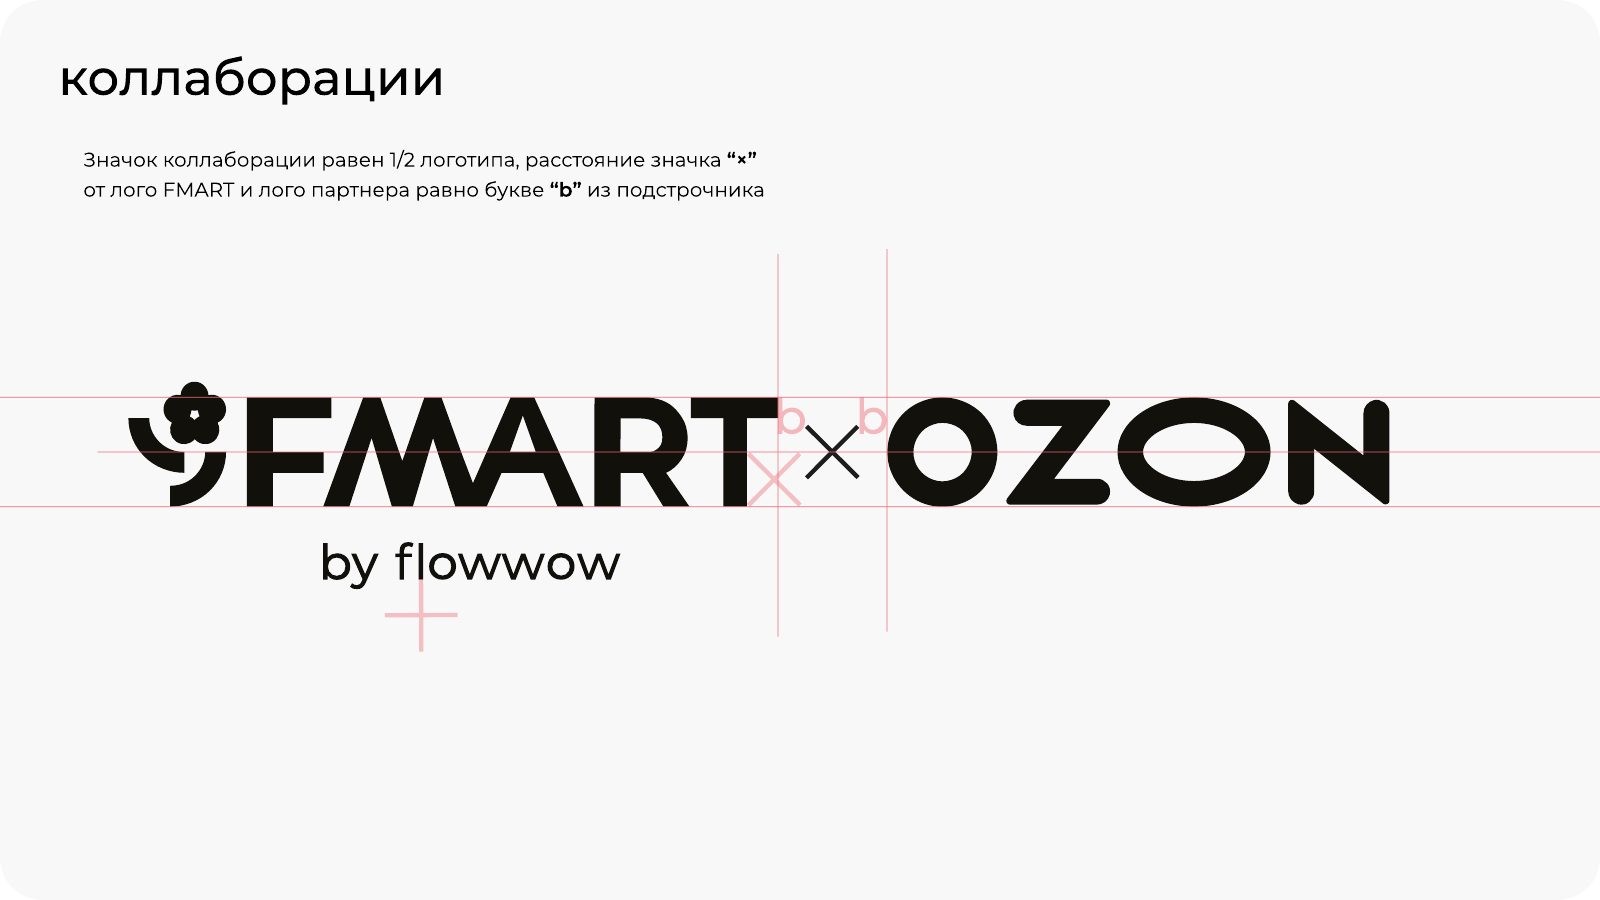 коллаборации
Значок коллаборации равен 1/2 логотипа, расстояние значка “×”
от лого FMART и лого партнера равно букве “b” из подстрочника
FMART b × b OZON
by flowwow